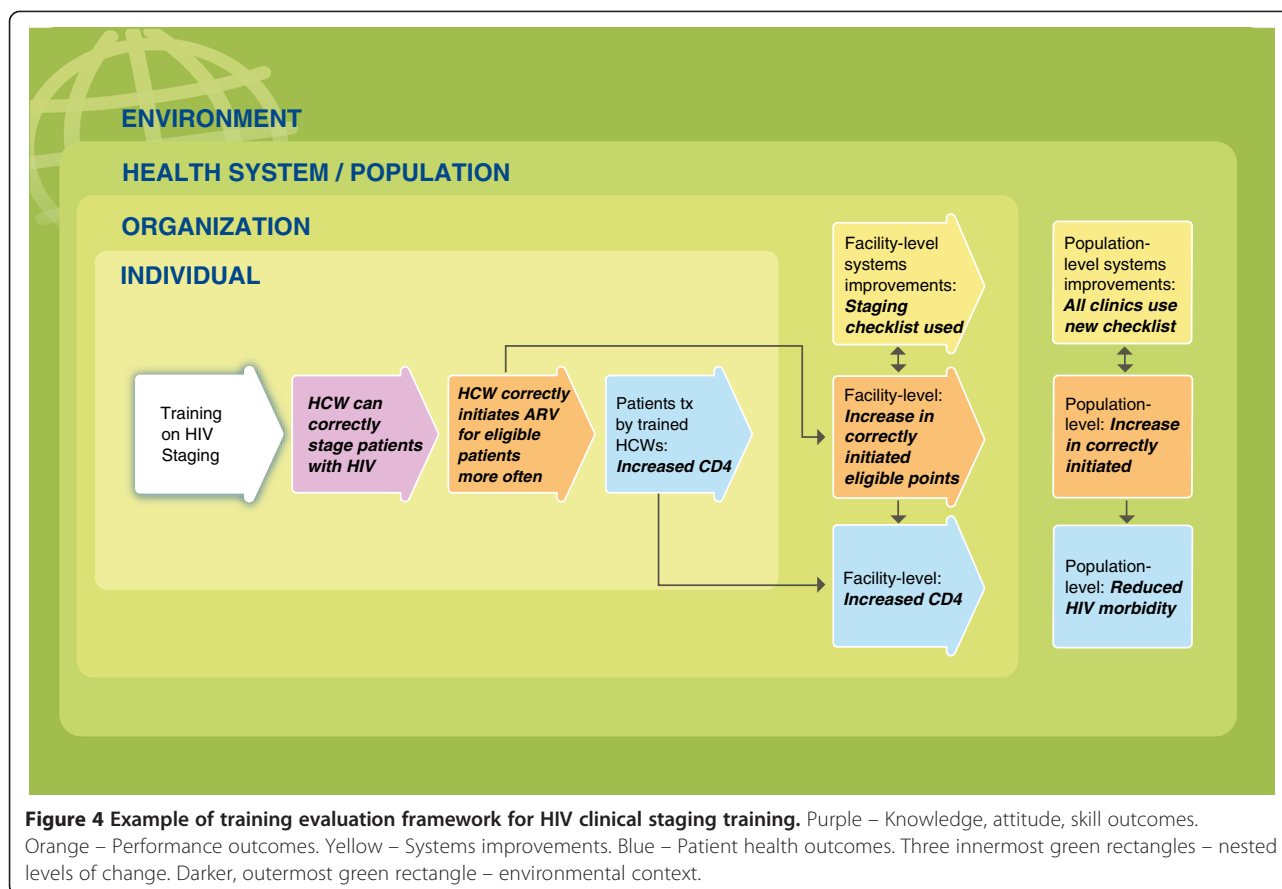 ENVIRONMENT
HEALTH SYSTEM / POPULATION
ORGANIZATION
INDIVIDUAL
Training
on HIV
Staging
HCW can
correctly
stage patients
with HIV
HCW correctly
initiates ARV
for eligible
patients
more often
Patients tx
by trained
HCWs:
Increased CD4
Facility-level
systems
improvements:
Staging
checklist used
Facility-level:
Increase in
correctly
initiated
eligible points
Facility-level:
Increased CD4
Population-
level systems
improvements:
All clinics use
new checklist
Population-
level: Increase
in correctly
initiated
Population-
level: Reduced
HIV morbidity
Figure 4 Example of training evaluation framework for HIV clinical staging training. Purple – Knowledge, attitude, skill outcomes.
Orange – Performance outcomes. Yellow – Systems improvements. Blue – Patient health outcomes. Three innermost green rectangles – nested
levels of change. Darker, outermost green rectangle – environmental context.